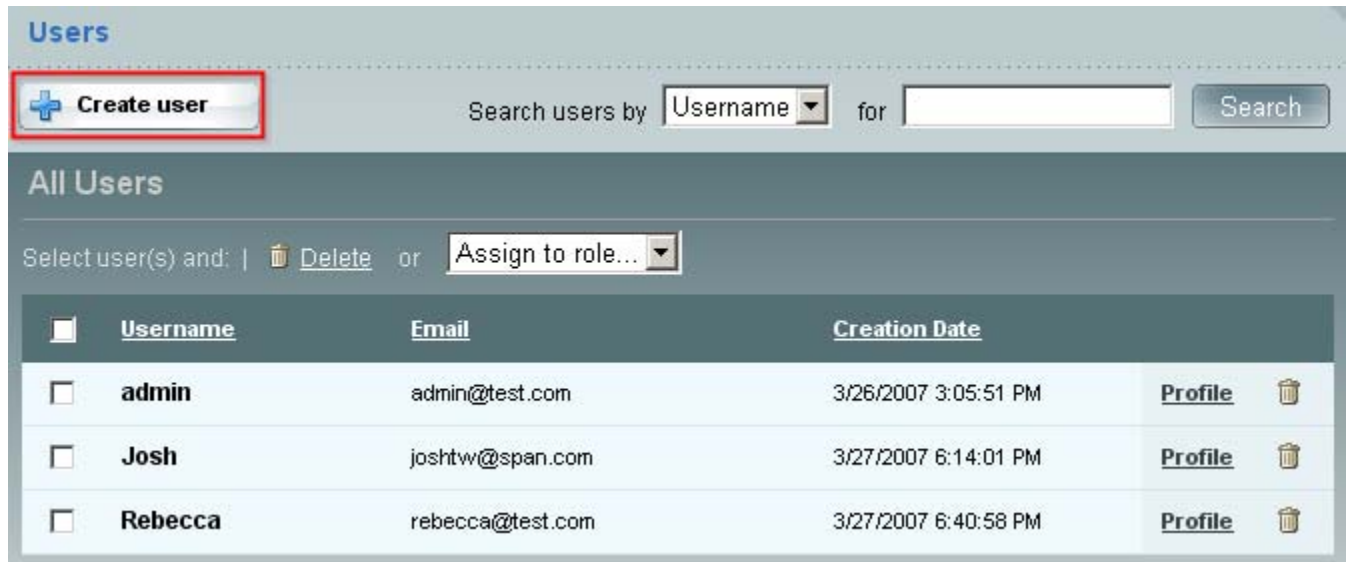 Users
Create user Search users by Username for Search
All Users
Select user(s) and: | Delete or Assign to role...
Username Email Creation Date
admin admin@test.com 3/26/2007 3:05:51 PM Profile
Josh joshtw@span.com 3/27/2007 6:14:01 PM Profile
Rebecca rebecca@test.com 3/27/2007 6:40:58 PM Profile